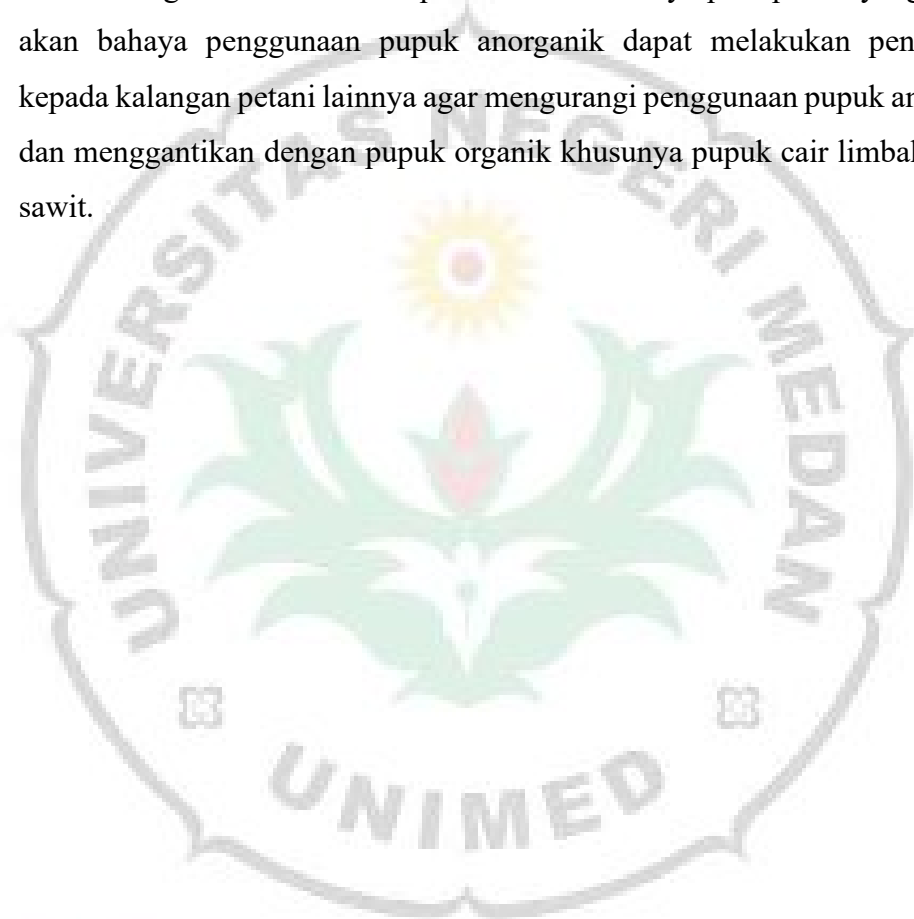 akan bahaya penggunaan pupuk anorganik dapat melakukan pen
kepada kalangan petani lainnya agar mengurangi penggunaan pupuk an
dan menggantikan dengan pupuk organik khusunya pupuk cair limbah
sawit.
UNIVERSITAS NEGERI MEDAN
UNIMED